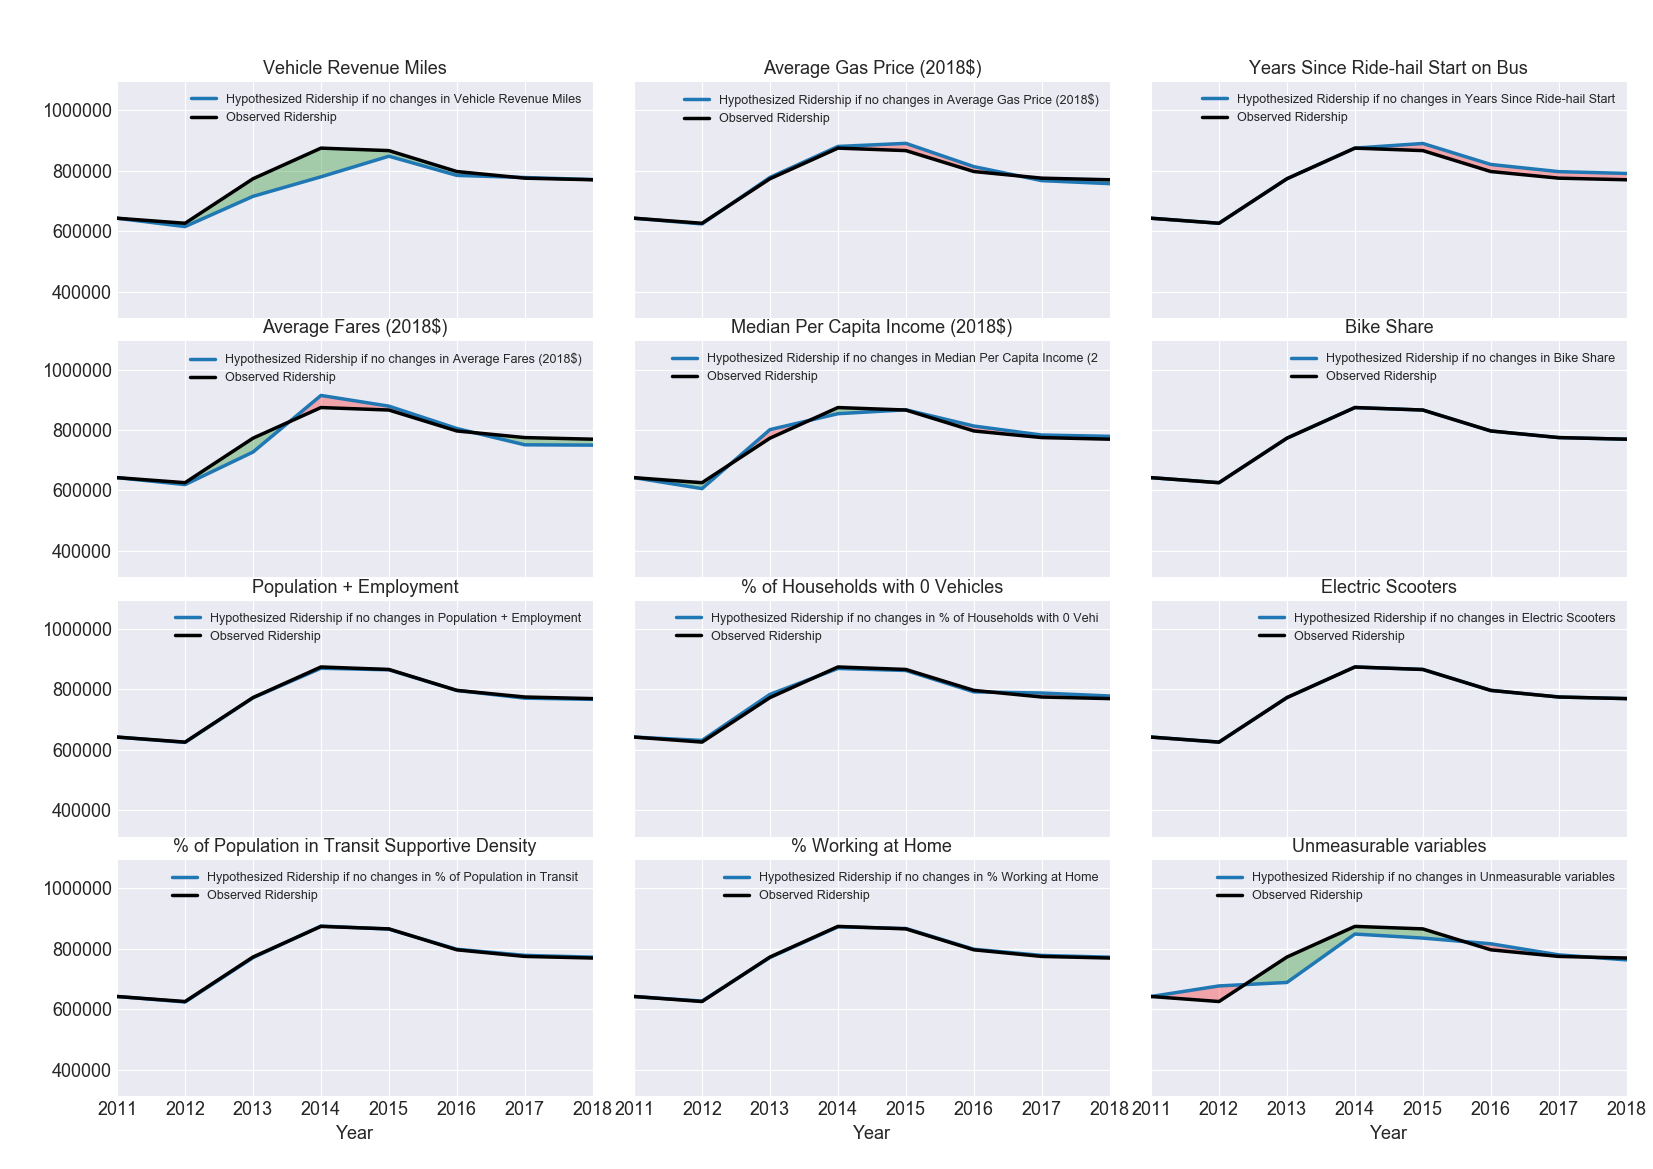 Vehicle Revenue Miles
Hypothesized Ridership if no changes in Vehicle Revenue Miles
Observed Ridership
1000000
800000
600000
400000
Average Gas Price (2018$)
Hypothesized Ridership if no changes in Average Gas Price (2018$)
Observed Ridership
Years Since Ride-hail Start on Bus
Hypothesized Ridership if no changes in Years Since Ride-hail Start
Observed Ridership
Average Fares (2018$)
Hypothesized Ridership if no changes in Average Fares (2018$)
Observed Ridership
1000000
800000
600000
400000
Median Per Capita Income (2018$)
Hypothesized Ridership if no changes in Median Per Capita Income (2
Observed Ridership
Bike Share
Hypothesized Ridership if no changes in Bike Share
Observed Ridership
Population + Employment
Hypothesized Ridership if no changes in Population + Employment
Observed Ridership
1000000
800000
600000
400000
% of Households with 0 Vehicles
Hypothesized Ridership if no changes in % of Households with 0 Vehi
Observed Ridership
Electric Scooters
Hypothesized Ridership if no changes in Electric Scooters
Observed Ridership
% of Population in Transit Supportive Density
Hypothesized Ridership if no changes in % of Population in Transit
Observed Ridership
1000000
800000
600000
400000
2011 2012 2013 2014 2015 2016 2017 2018
Year
% Working at Home
Hypothesized Ridership if no changes in % Working at Home
Observed Ridership
2011 2012 2013 2014 2015 2016 2017 2018
Year
Unmeasurable variables
Hypothesized Ridership if no changes in Unmeasurable variables
Observed Ridership
2011 2012 2013 2014 2015 2016 2017 2018
Year